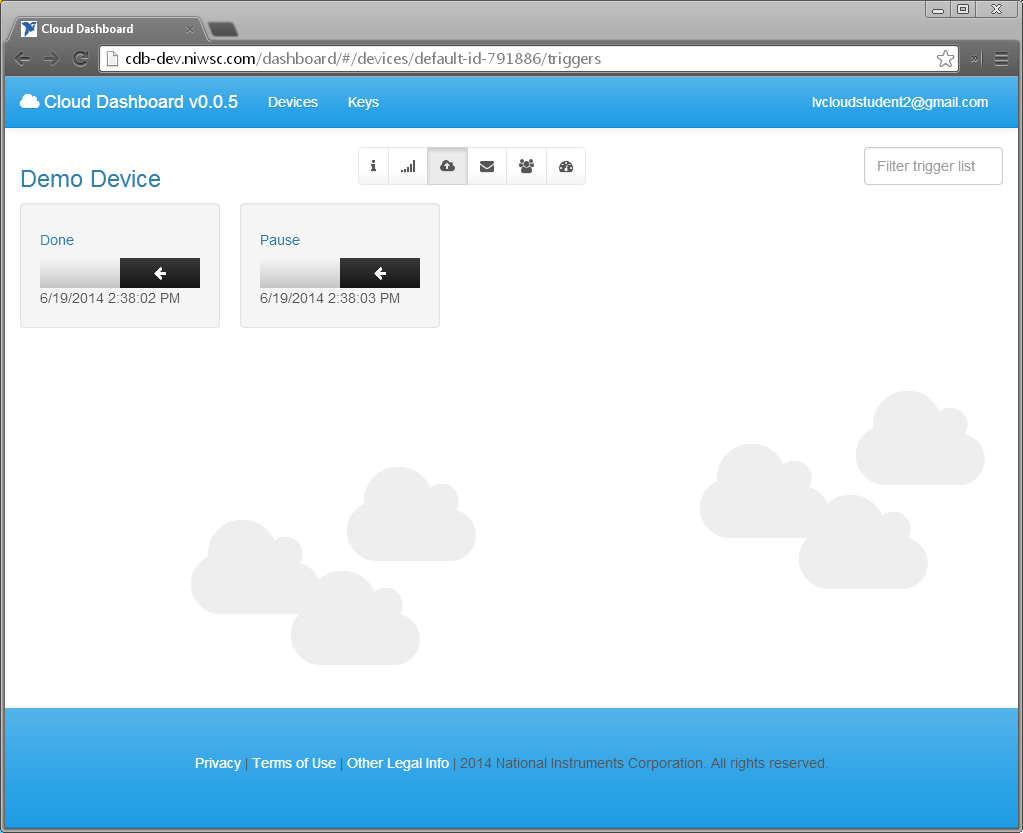 Cloud Dashboard
cdb-dev.niwsc.com/dashboard/#/devices/default-id-791886/triggers
Cloud Dashboard v0.0.5 Devices Keys lvcloudstudent2@gmail.com
Demo Device
Filter trigger list
Done
6/19/2014 2:38:02 PM
Pause
6/19/2014 2:38:03 PM
Privacy | Terms of Use | Other Legal Info | 2014 National Instruments Corporation. All rights reserved.